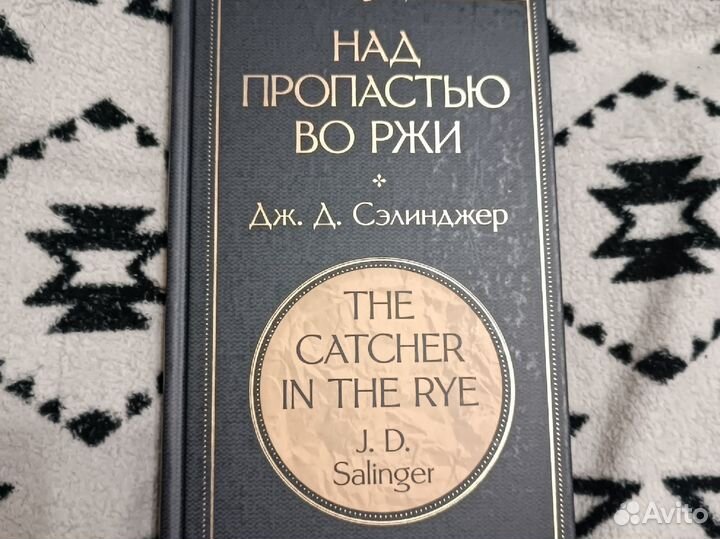 НАД
ПРОПАСТЬЮ
ВО РЖИ
Дж. Д. Сэлинджер
THE
CATCHER
IN THE RYE
J. D.
Salinger
Avito